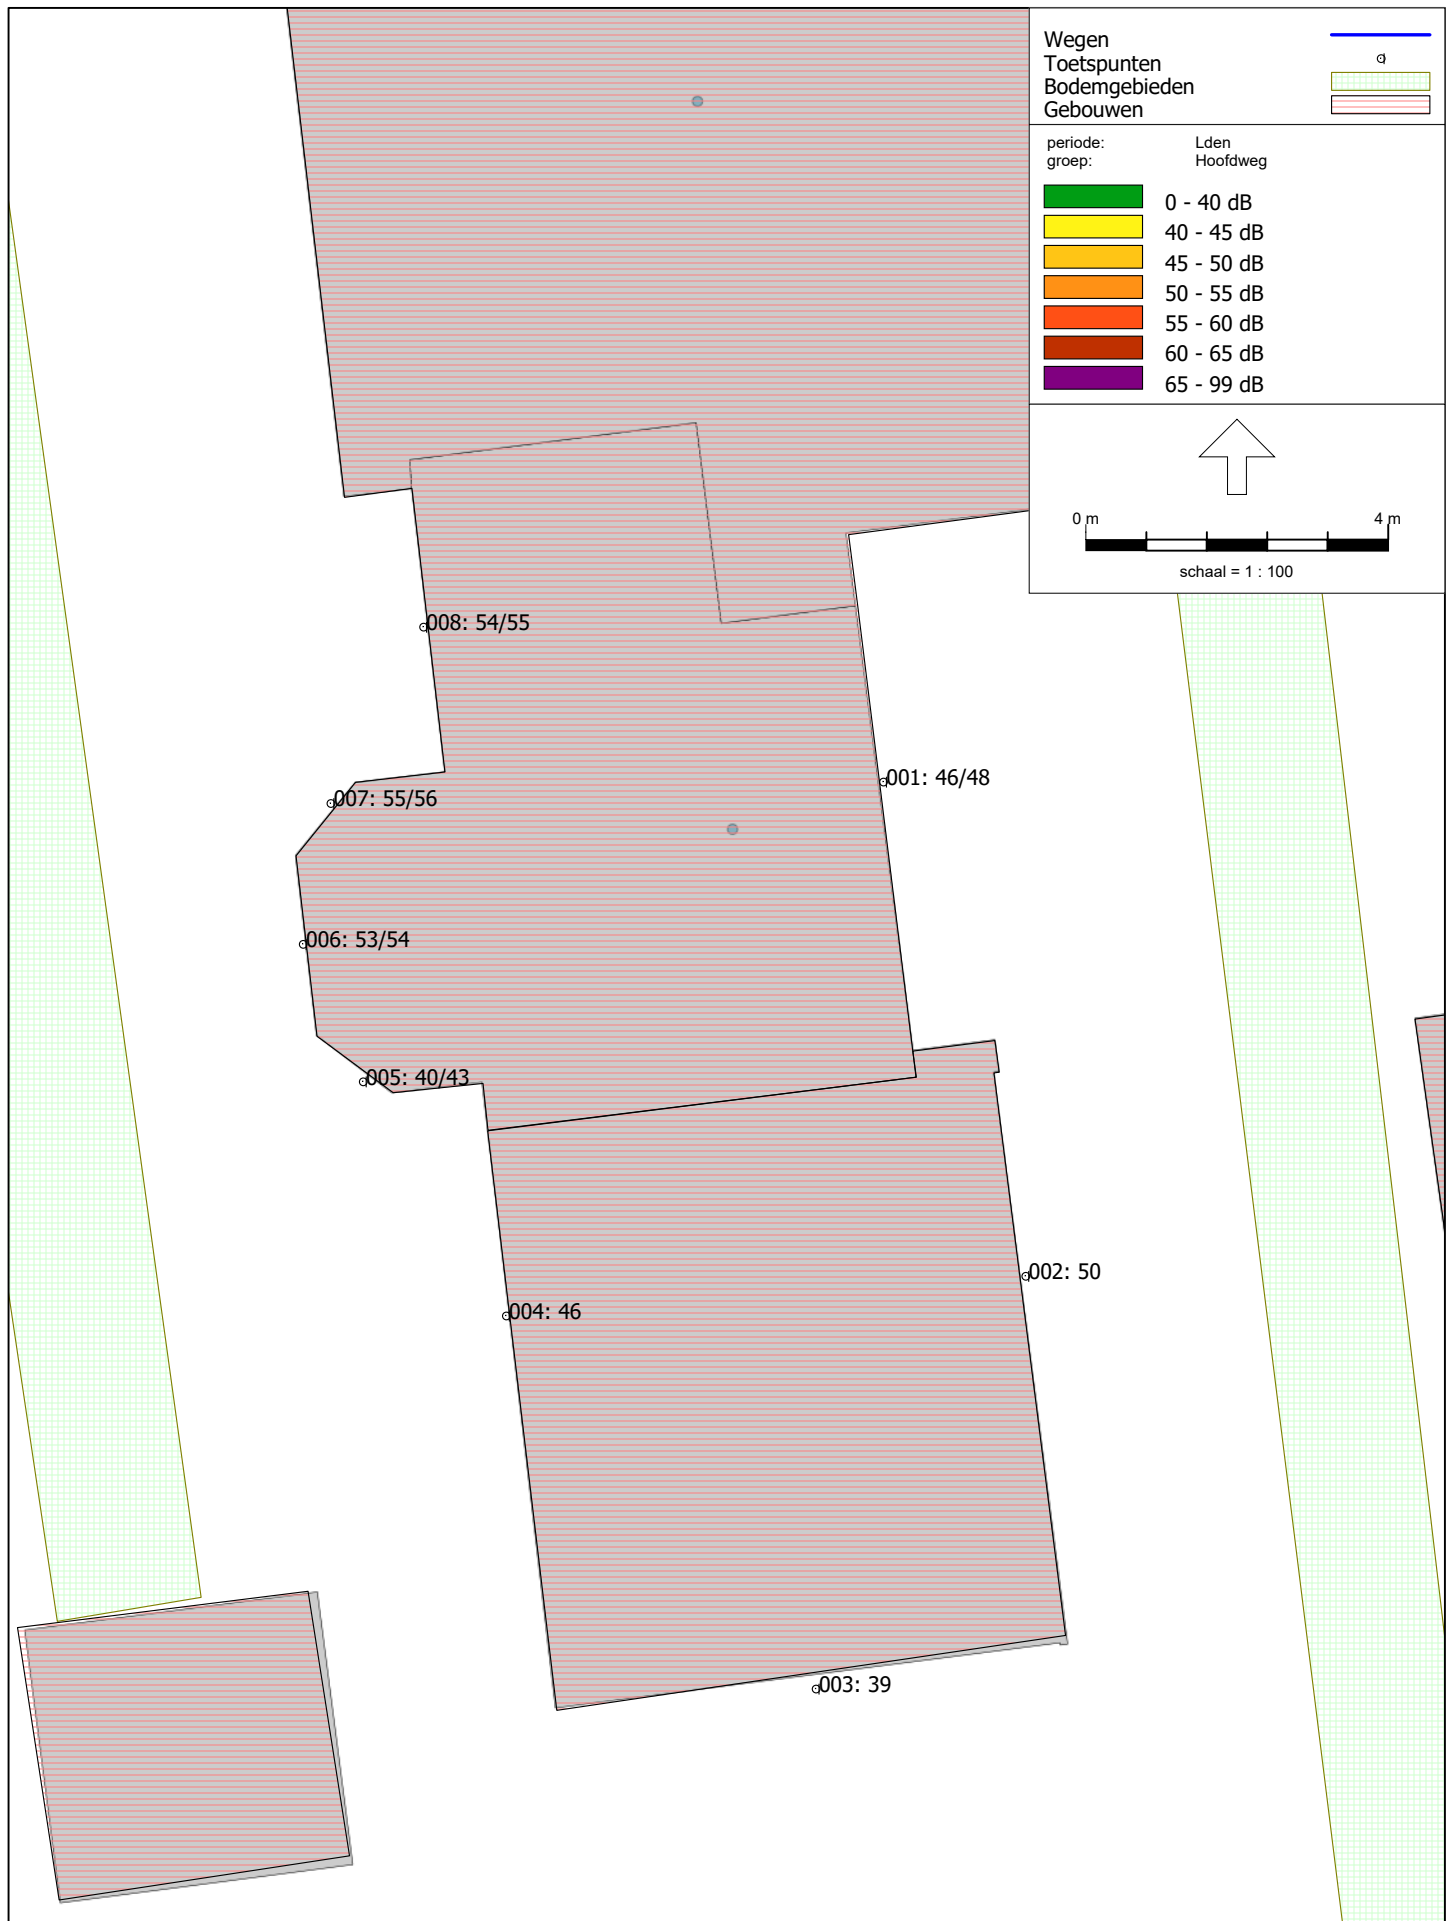 Wegen
Toetspunten
Bodemgebieden
Gebouwen
periode: Lden
groep: Hoofdweg
0 - 40 dB
40 - 45 dB
45 - 50 dB
50 - 55 dB
55 - 60 dB
60 - 65 dB
65 - 99 dB
0 m 4 m
schaal = 1 : 100
008: 54/55
001: 46/48
007: 55/56
006: 53/54
005: 40/43
002: 50
004: 46
003: 39